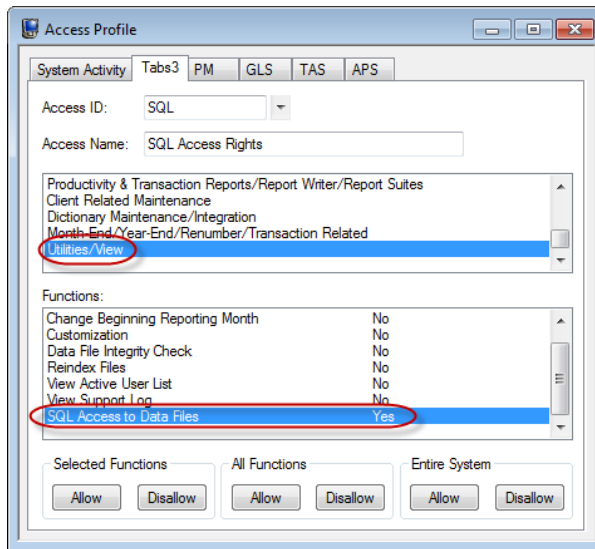 Access Profile
System Activity Tabs3 PM GLS TAS APS
Access ID: SQL
Access Name: SQL Access Rights
Productivity & Transaction Reports/Report Writer/Report Suites
Client Related Maintenance
Dictionary Maintenance/Integration
Month-End/Year-End/Renumber/Transaction Related
Utilities/View
Functions:
Change Beginning Reporting Month No
Customization No
Data File Integrity Check No
Reindex Files No
View Active User List No
View Support Log No
SQL Access to Data Files Yes
Selected Functions All Functions Entire System
Allow Disallow Allow Disallow Allow Disallow